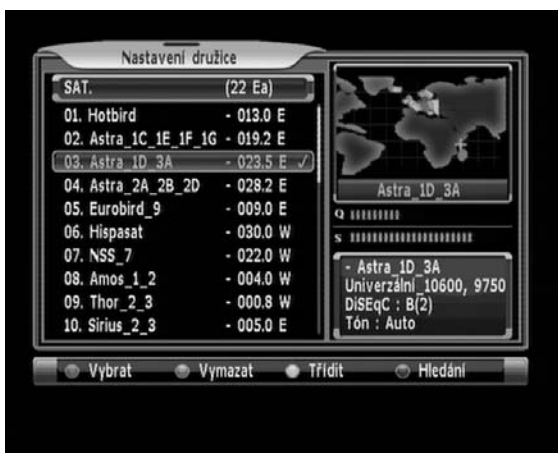 Nastavení družice
SAT. (22 Ea)
01. Hotbird - 013.0 E
02. Astra_1C_1E_1F_1G - 019.2 E
03. Astra_1D_3A - 023.5 E ✓
04. Astra_2A_2B_2D - 028.2 E
05. Eurobird_9 - 009.0 E
06. Hispasat - 030.0 W
07. NSS_7 - 022.0 W
08. Amos_1_2 - 004.0 W
09. Thor_2_3 - 000.8 W
10. Sirius_2_3 - 005.0 E
Astra_1D_3A
Q
S
- Astra_1D_3A
Univerzální_10600, 9750
DiSEqC : B(2)
Tón : Auto
Vybrat Vymazat Třídit Hledání